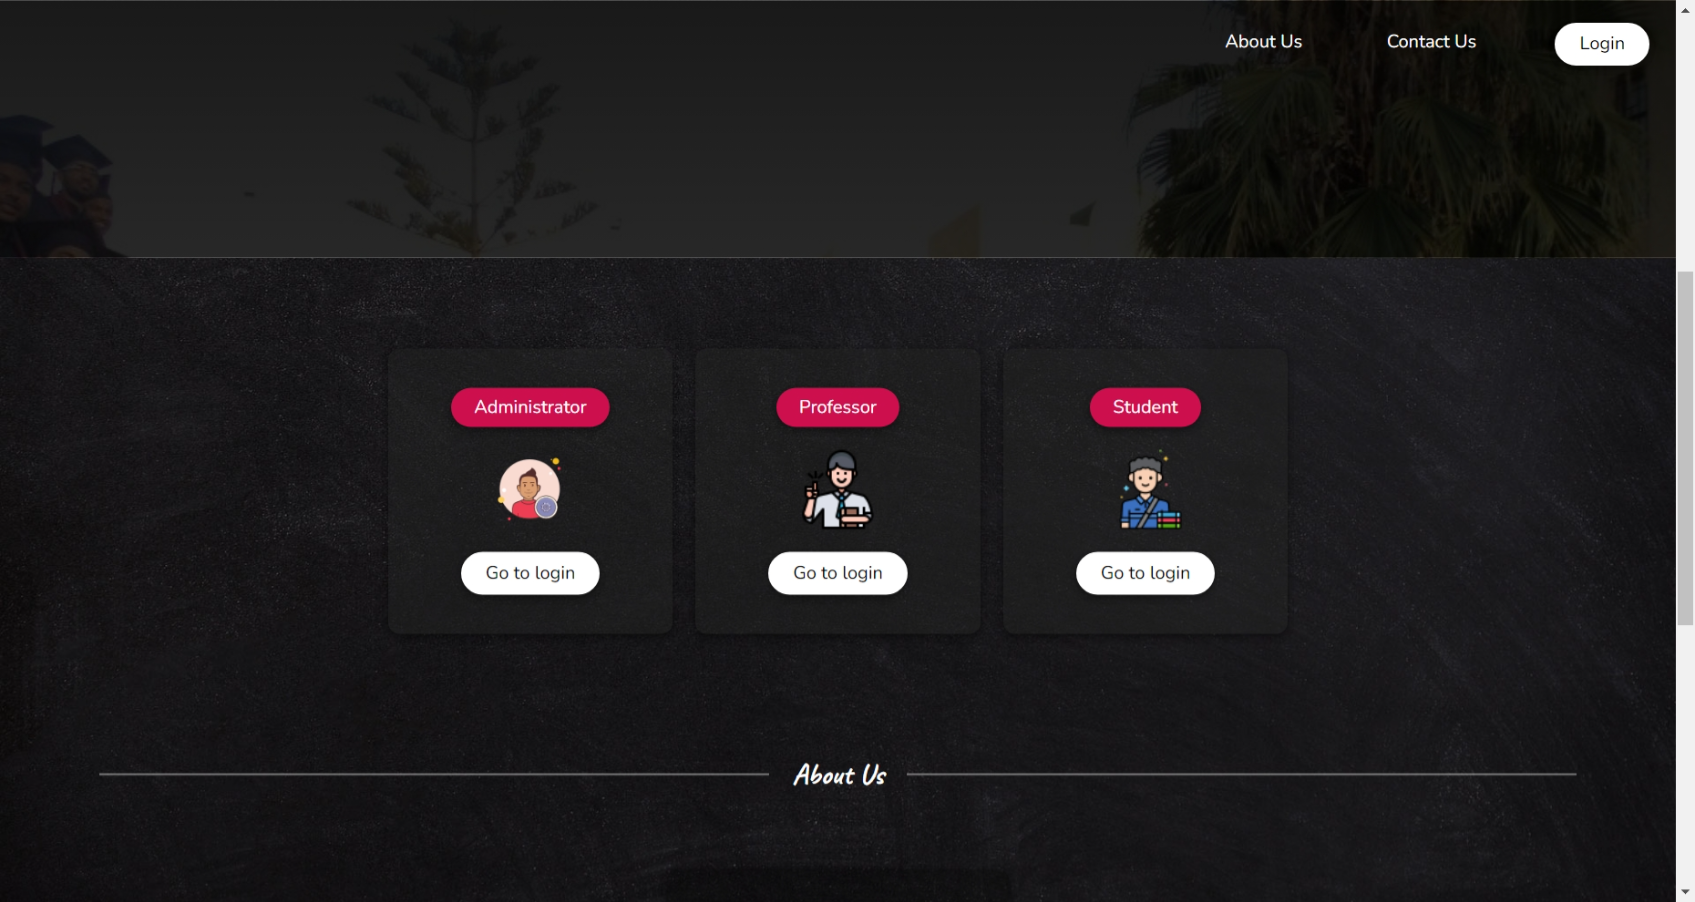 About Us
Contact Us
Login
Administrator
Professor
Student
Go to login
Go to login
Go to login
About Us